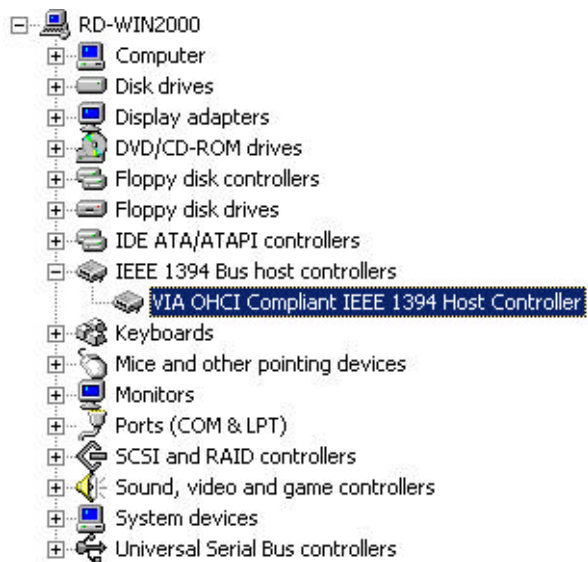 RD-WIN2000
Computer
Disk drives
Display adapters
DVD/CD-ROM drives
Floppy disk controllers
Floppy disk drives
IDE ATA/ATAPI controllers
IEEE 1394 Bus host controllers
VIA OHCI Compliant IEEE 1394 Host Controller
Keyboards
Mice and other pointing devices
Monitors
Ports (COM & LPT)
SCSI and RAID controllers
Sound, video and game controllers
System devices
Universal Serial Bus controllers